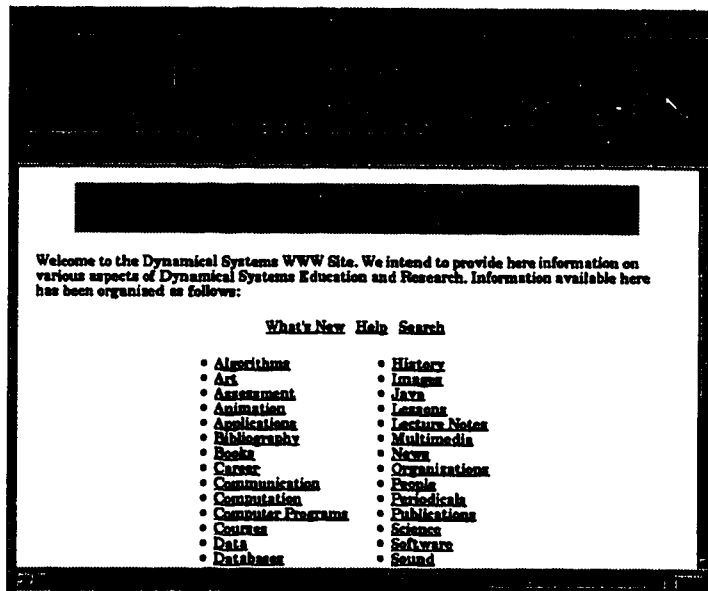 Welcome to the Dynamical Systems WWW Site. We intend to provide here information on
various aspects of Dynamical Systems Education and Research. Information available here
has been organised as follows:
What's New Help Search
• Algorithms
• Art
• Assessment
• Animation
• Applications
• Bibliography
• Books
• Career
• Communication
• Computation
• Computer Programs
• Courses
• Data
• Databases
• History
• Images
• Java
• Lessons
• Lecture Notes
• Multimedia
• News
• Organizations
• People
• Periodicals
• Publications
• Science
• Software
• Sound